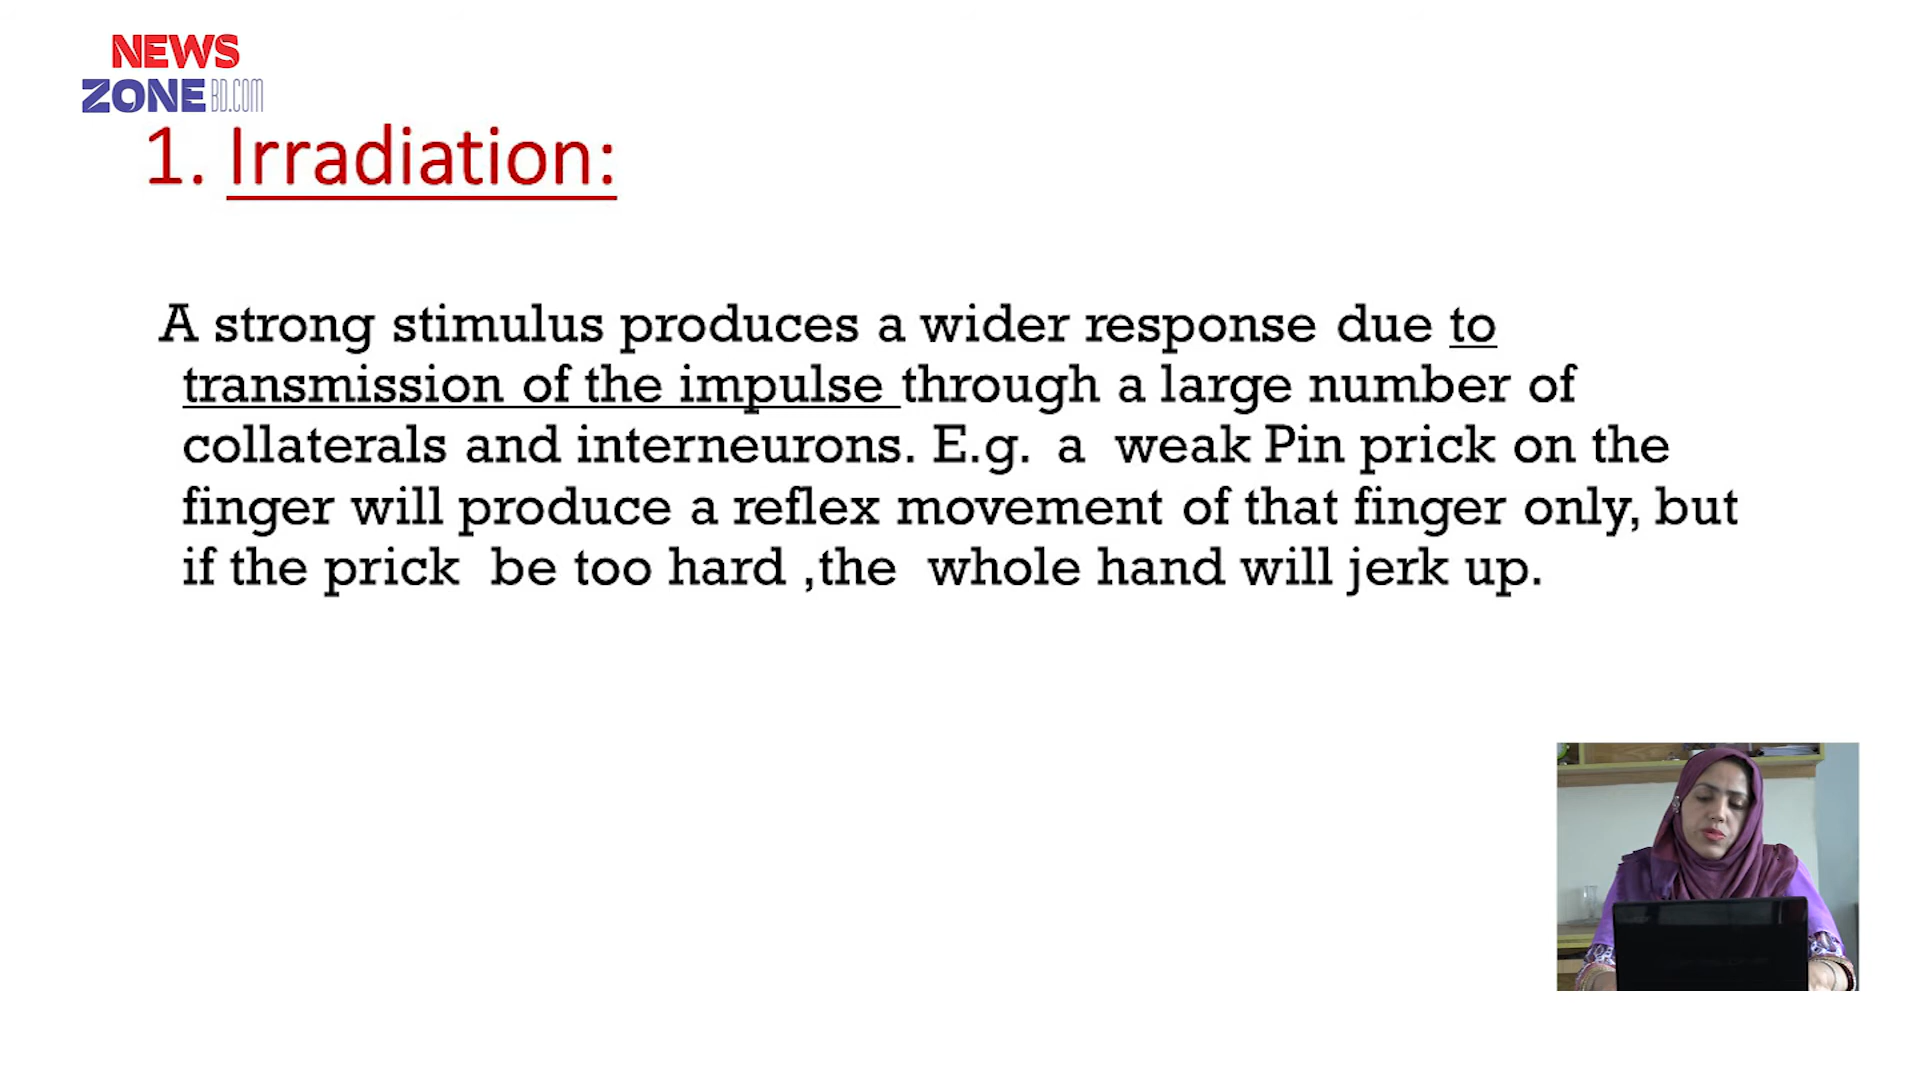 NEWS
ZONE BD.COM
1. Irradiation:
A strong stimulus produces a wider response due to
transmission of the impulse through a large number of
collaterals and interneurons. E.g. a weak Pin prick on the
finger will produce a reflex movement of that finger only, but
if the prick be too hard ,the whole hand will jerk up.